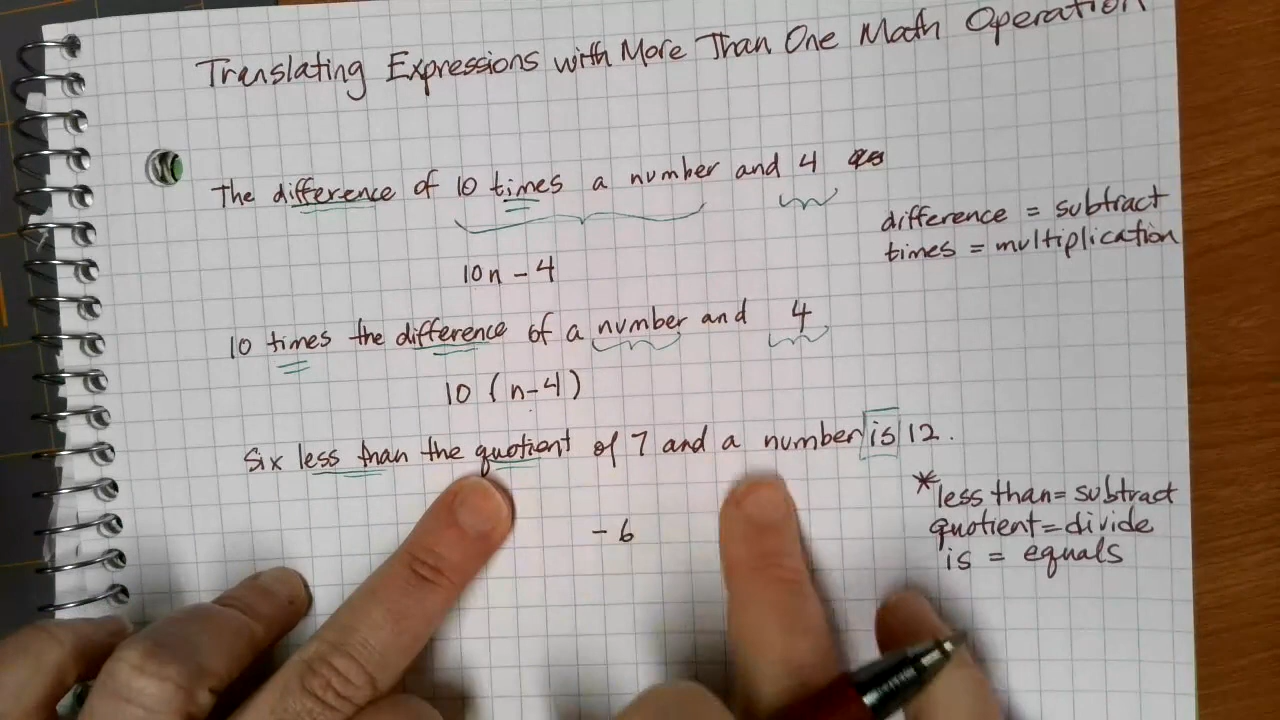 Translating Expressions with More Than One Math Operation
The difference of 10 times a number and 4
difference = subtract
times = multiplication
10n - 4
10 times the difference of a number and 4
10 (n-4)
Six less than the quotient of 7 and a number is 12.
*less than = subtract
quotient = divide
is = equals
- 6